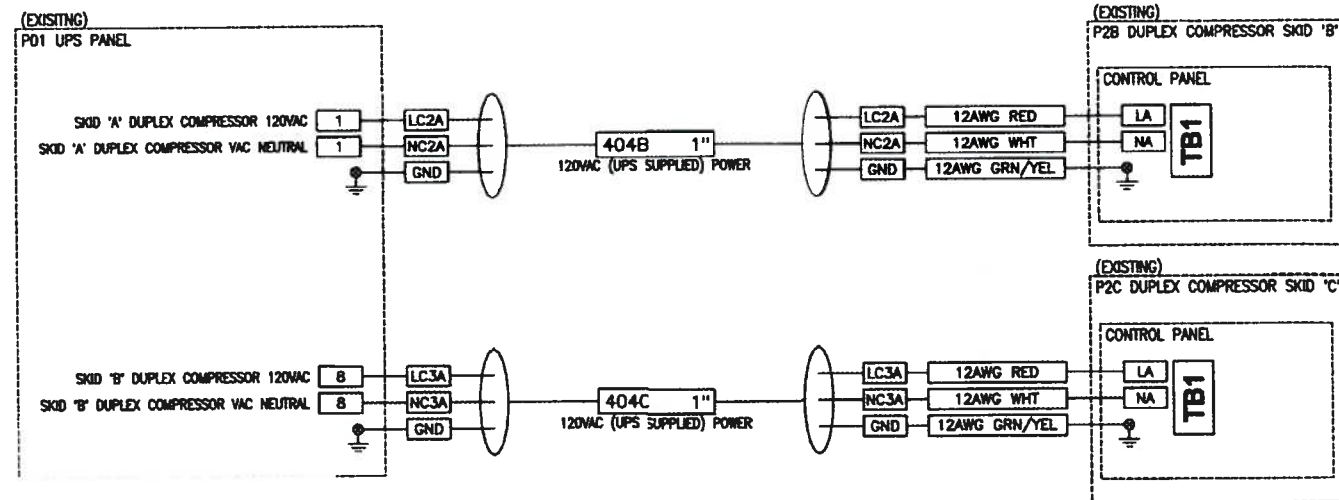 (EXISITNG)
P01 UPS PANEL
SKID 'A' DUPLEX COMPRESSOR 120VAC 1 LC2A
SKID 'A' DUPLEX COMPRESSOR VAC NEUTRAL 1 NC2A
GND
404B 1"
120VAC (UPS SUPPLIED) POWER
(EXISTING)
P2B DUPLEX COMPRESSOR SKID 'B'
CONTROL PANEL
LC2A 12AWG RED LA
NC2A 12AWG WHT NA
GND 12AWG GRN/YEL
TB1
SKID 'B' DUPLEX COMPRESSOR 120VAC 8 LC3A
SKID 'B' DUPLEX COMPRESSOR VAC NEUTRAL 8 NC3A
GND
404C 1"
120VAC (UPS SUPPLIED) POWER
(EXISTING)
P2C DUPLEX COMPRESSOR SKID 'C'
CONTROL PANEL
LC3A 12AWG RED LA
NC3A 12AWG WHT NA
GND 12AWG GRN/YEL
TB1